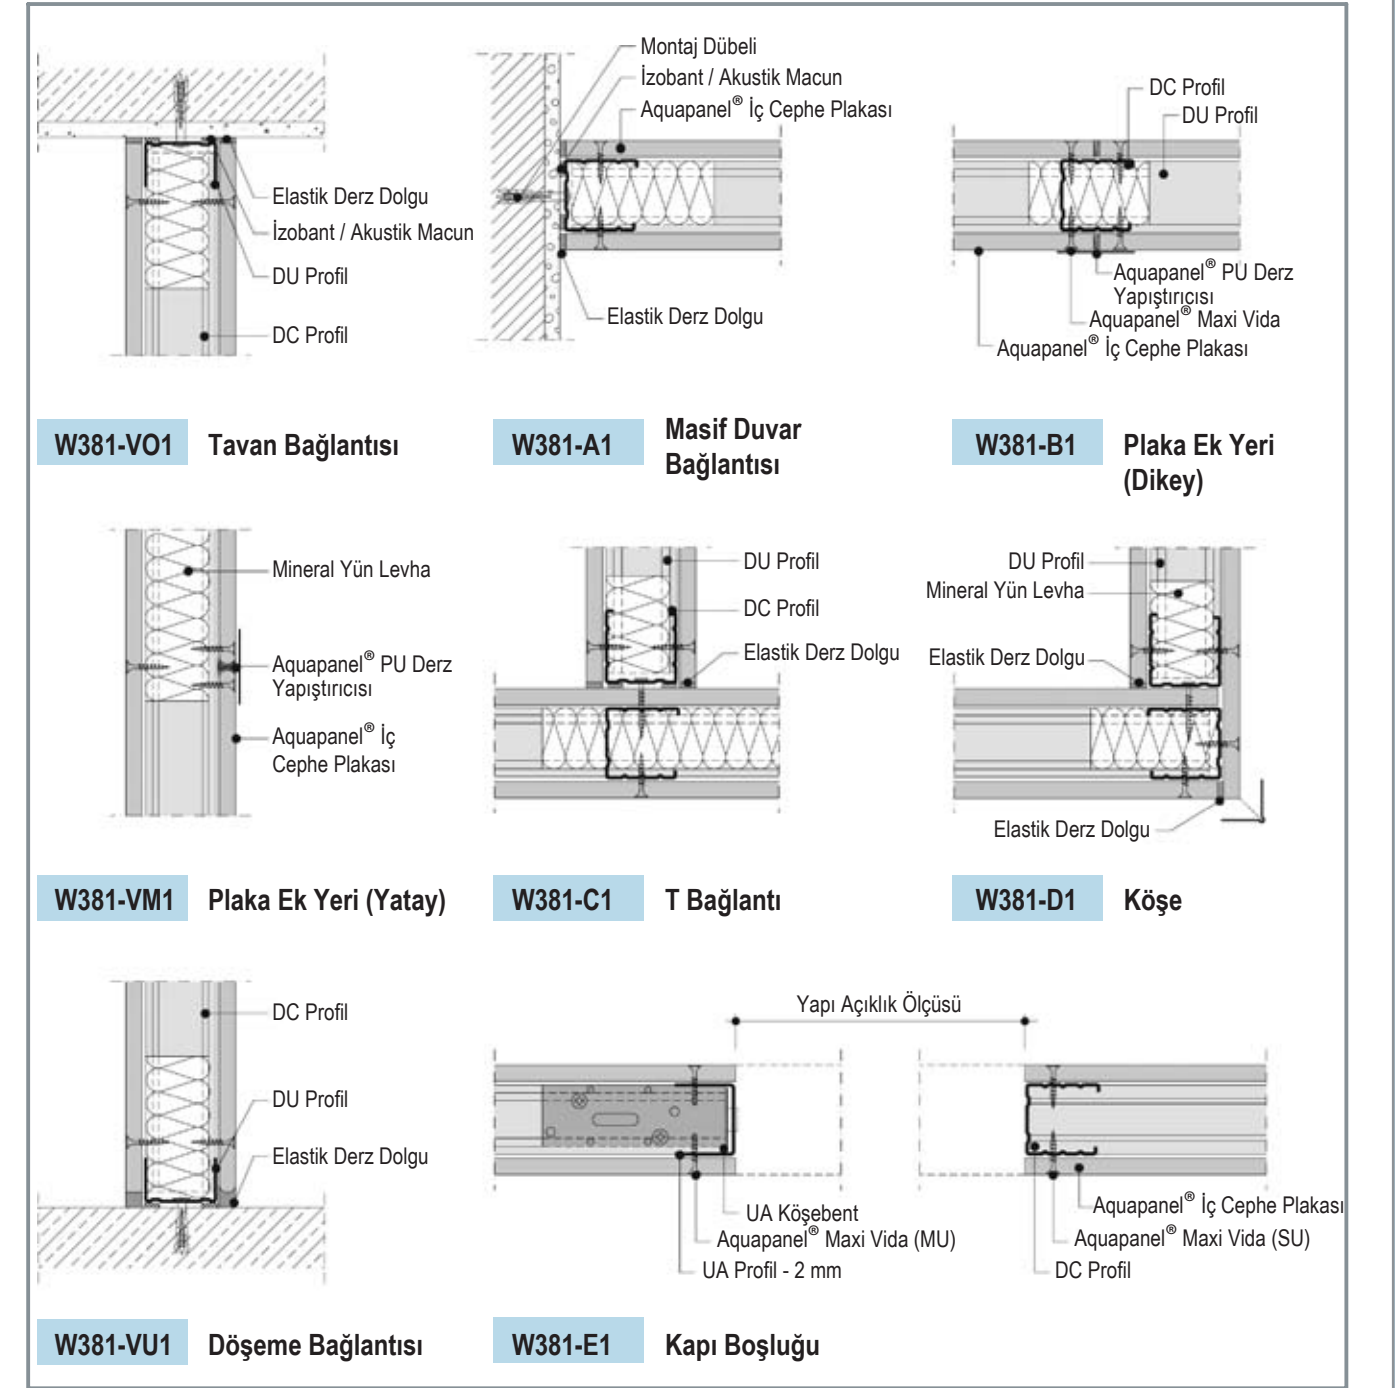 Elastik Derz Dolgu
İzobant / Akustik Macun
DU Profil
DC Profil
W381-VO1 Tavan Bağlantısı
Montaj Dübeli
İzobant / Akustik Macun
Aquapanel® İç Cephe Plakası
Elastik Derz Dolgu
W381-A1 Masif Duvar
Bağlantısı
DC Profil
DU Profil
Aquapanel® PU Derz
Yapıştırıcısı
Aquapanel® Maxi Vida
Aquapanel® İç Cephe Plakası
W381-B1 Plaka Ek Yeri
(Dikey)
Mineral Yün Levha
Aquapanel® PU Derz
Yapıştırıcısı
Aquapanel® İç
Cephe Plakası
W381-VM1 Plaka Ek Yeri (Yatay)
DU Profil
DC Profil
Elastik Derz Dolgu
W381-C1 T Bağlantı
DU Profil
Mineral Yün Levha
Elastik Derz Dolgu
Elastik Derz Dolgu
W381-D1 Köşe
DC Profil
DU Profil
Elastik Derz Dolgu
W381-VU1 Döşeme Bağlantısı
Yapı Açıklık Ölçüsü
UA Köşebent
Aquapanel® Maxi Vida (MU)
UA Profil - 2 mm
Aquapanel® İç Cephe Plakası
Aquapanel® Maxi Vida (SU)
DC Profil
W381-E1 Kapı Boşluğu